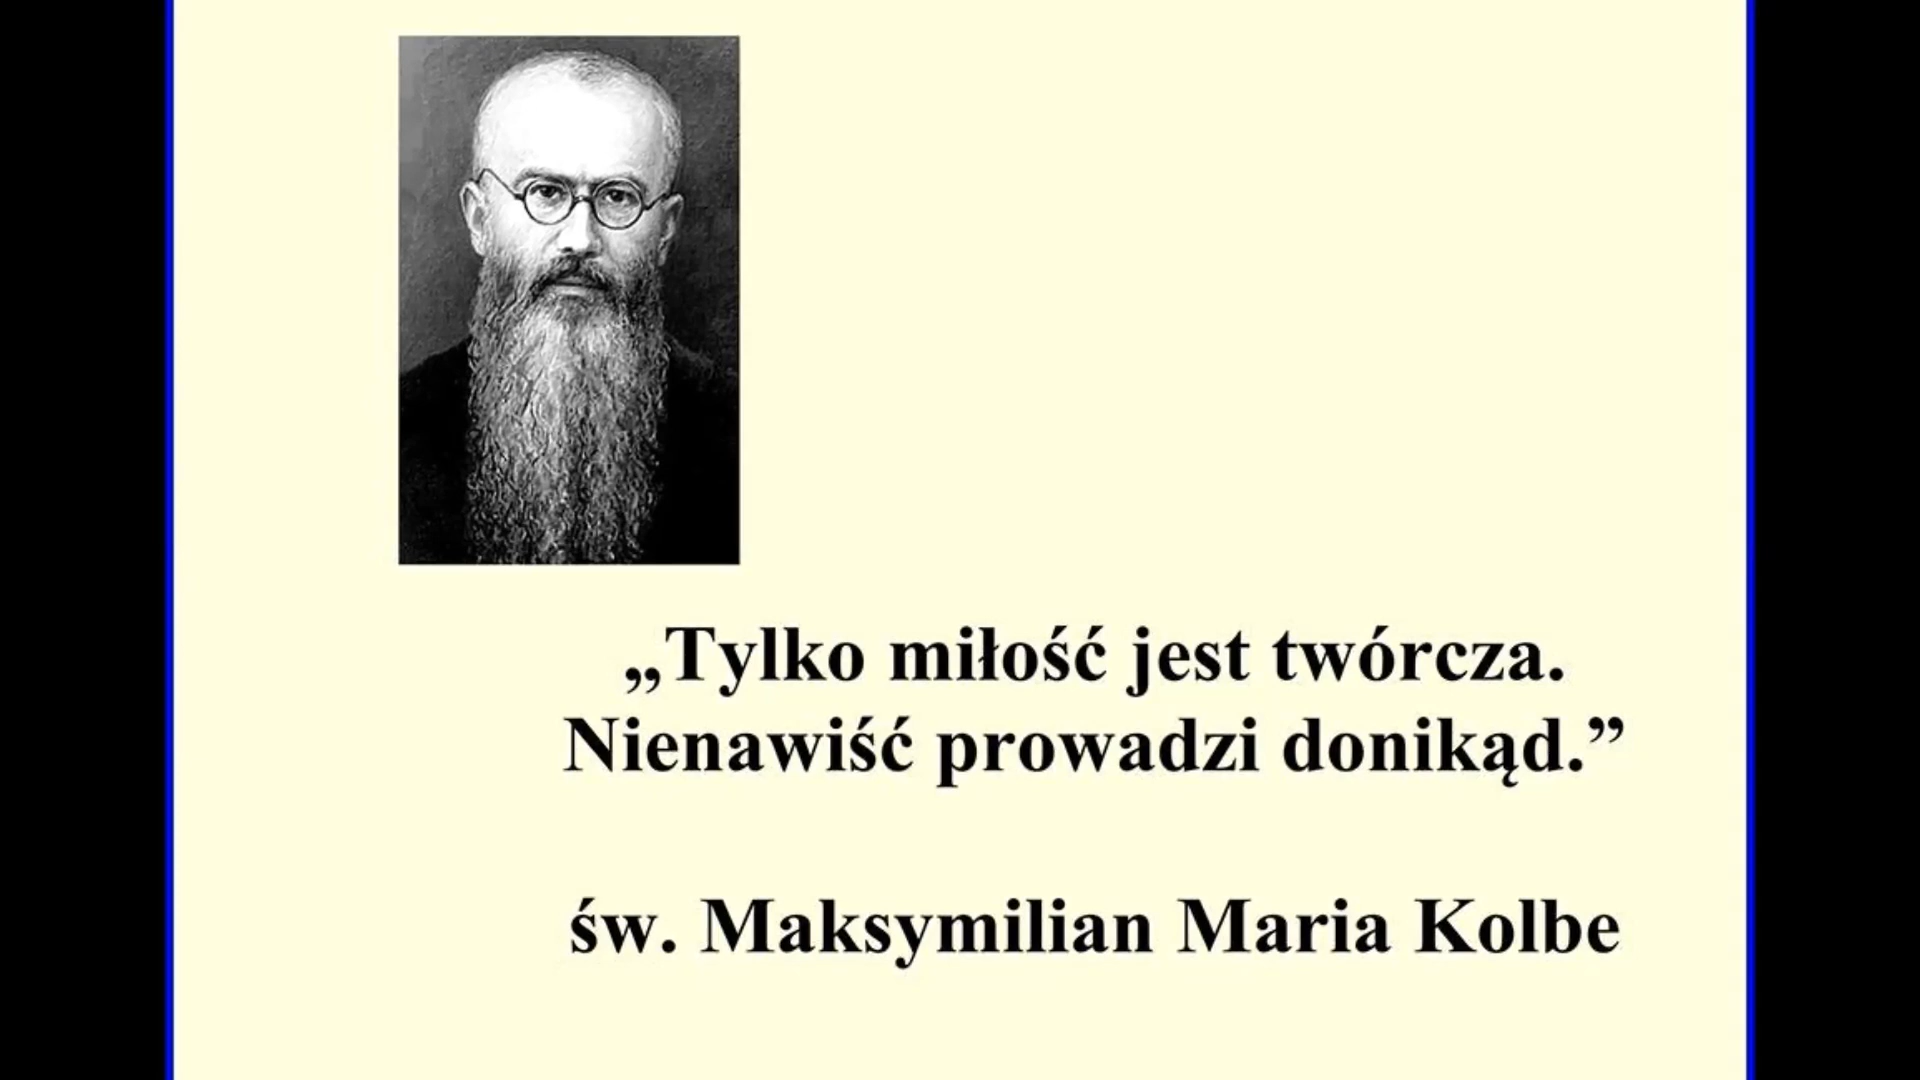 „Tylko miłość jest twórcza.
Nienawiść prowadzi donikąd.”
św. Maksymilian Maria Kolbe